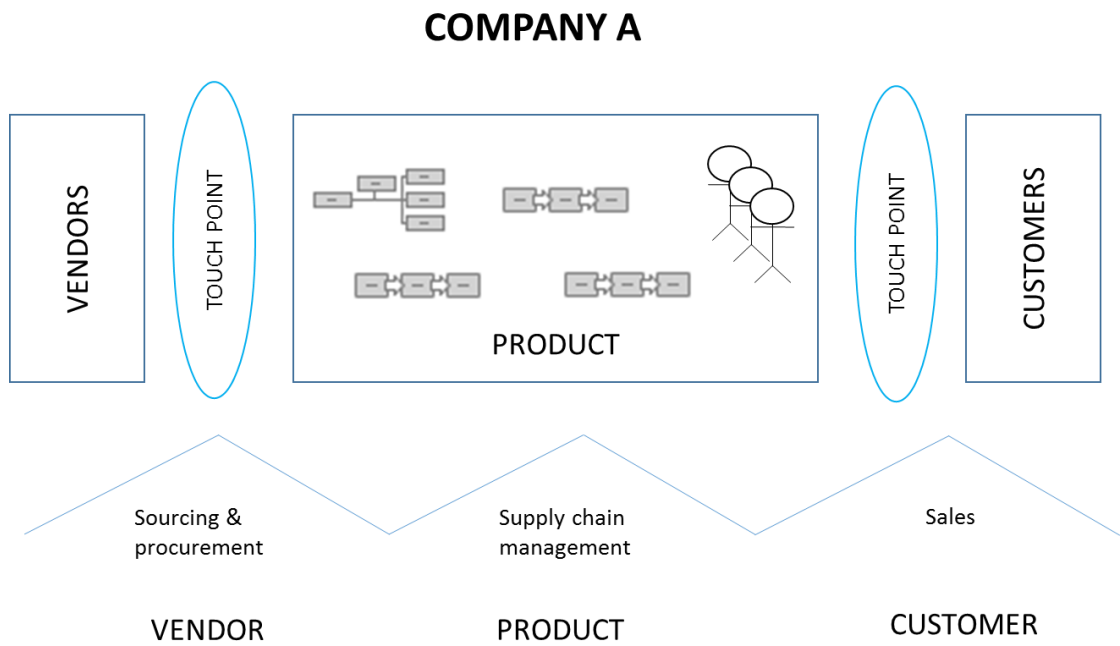 COMPANY A
VENDORS
TOUCH POINT
PRODUCT
TOUCH POINT
CUSTOMERS
Sourcing &
procurement
Supply chain
management
Sales
VENDOR
PRODUCT
CUSTOMER